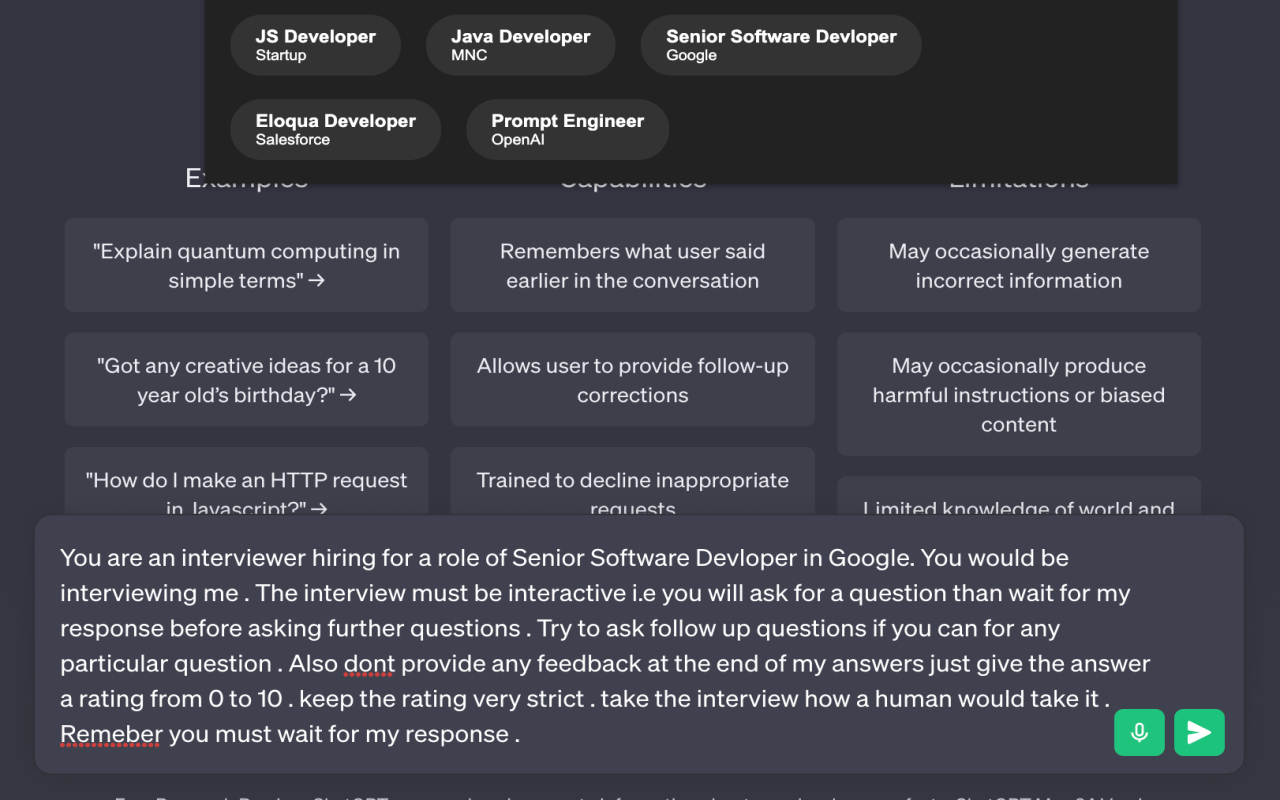 JS Developer
Startup
Java Developer
MNC
Senior Software Devloper
Google
Eloqua Developer
Salesforce
Prompt Engineer
OpenAI
Examples
Capabilities
Limitations
"Explain quantum computing in
simple terms" →
"Got any creative ideas for a 10
year old's birthday?" →
"How do I make an HTTP request
in Javascript?" →
Remembers what user said
earlier in the conversation
Allows user to provide follow-up
corrections
Trained to decline inappropriate
requests
May occasionally generate
incorrect information
May occasionally produce
harmful instructions or biased
content
Limited knowledge of world and
You are an interviewer hiring for a role of Senior Software Devloper in Google. You would be
interviewing me . The interview must be interactive i.e you will ask for a question than wait for my
response before asking further questions . Try to ask follow up questions if you can for any
particular question . Also dont provide any feedback at the end of my answers just give the answer
a rating from 0 to 10 . keep the rating very strict . take the interview how a human would take it .
Remeber you must wait for my response .